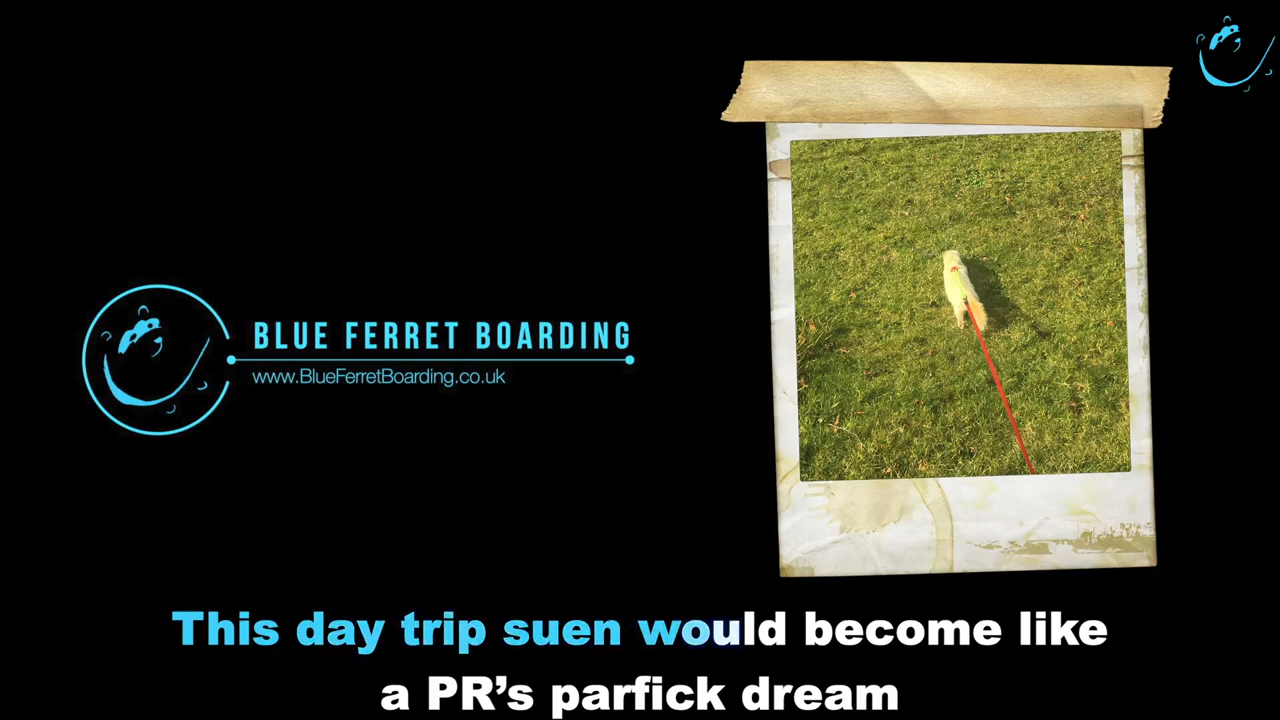 BLUE FERRET BOARDING
www.BlueFerretBoarding.co.uk
This day trip suen would become like
a PR's parfick dream